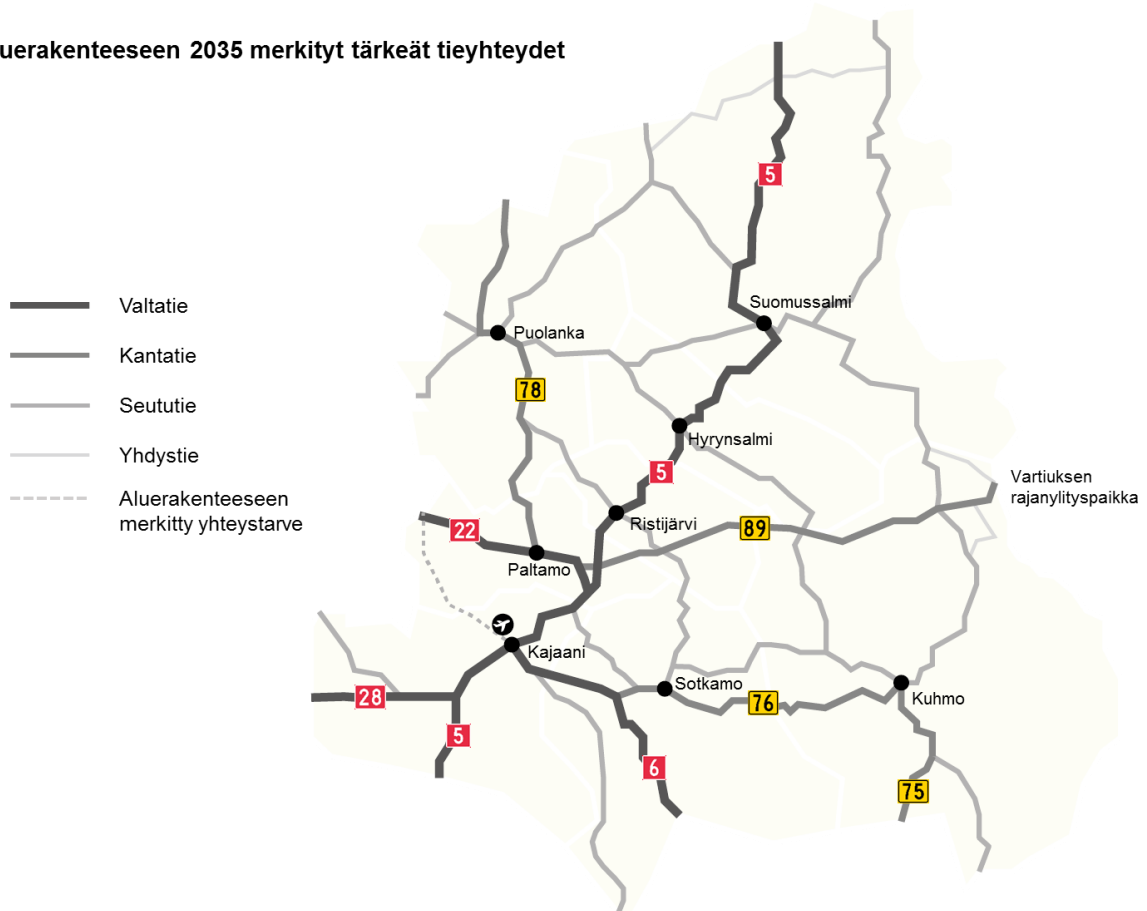 uerakenteeseen 2035 merkityt tärkeät tieyhteydet
5
Suomussalmi
Valtatie
Puolanka
Kantatie
78
Seututie
Hyrynsalmi
Yhdystie
5
Vartiuksen
rajanylityspaikka
Aluerakenteeseen
merkitty yhteystarve
Ristijärvi
22
89
Paltamo
Kajaani
Sotkamo
28
76
Kuhmo
5
6
75